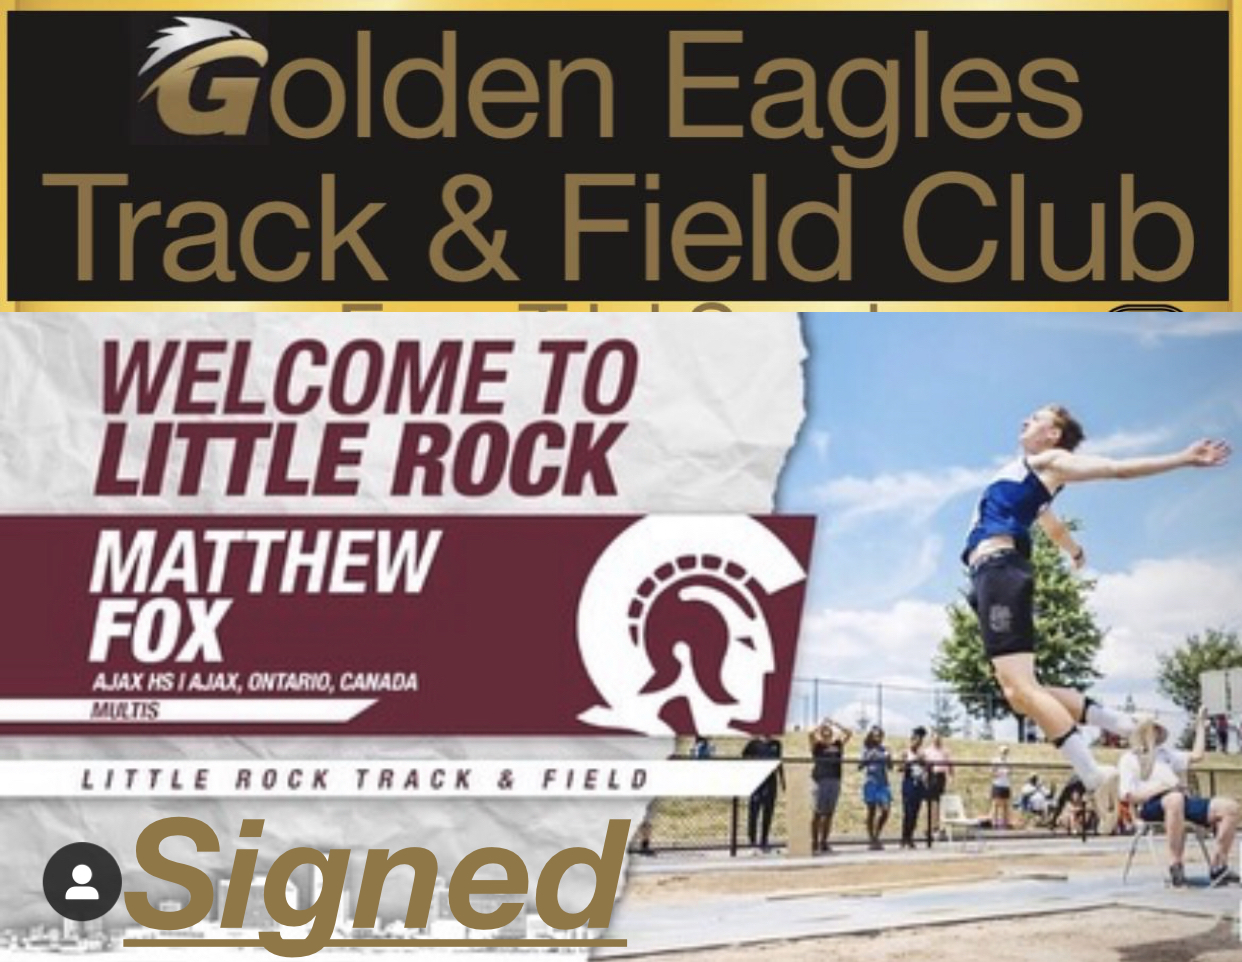 Golden Eagles
Track & Field Club
WELCOME TO
LITTLE ROCK
MATTHEW
FOX
AJAX HS | AJAX, ONTARIO, CANADA
MULTIS
LITTLE ROCK TRACK & FIELD
Signed